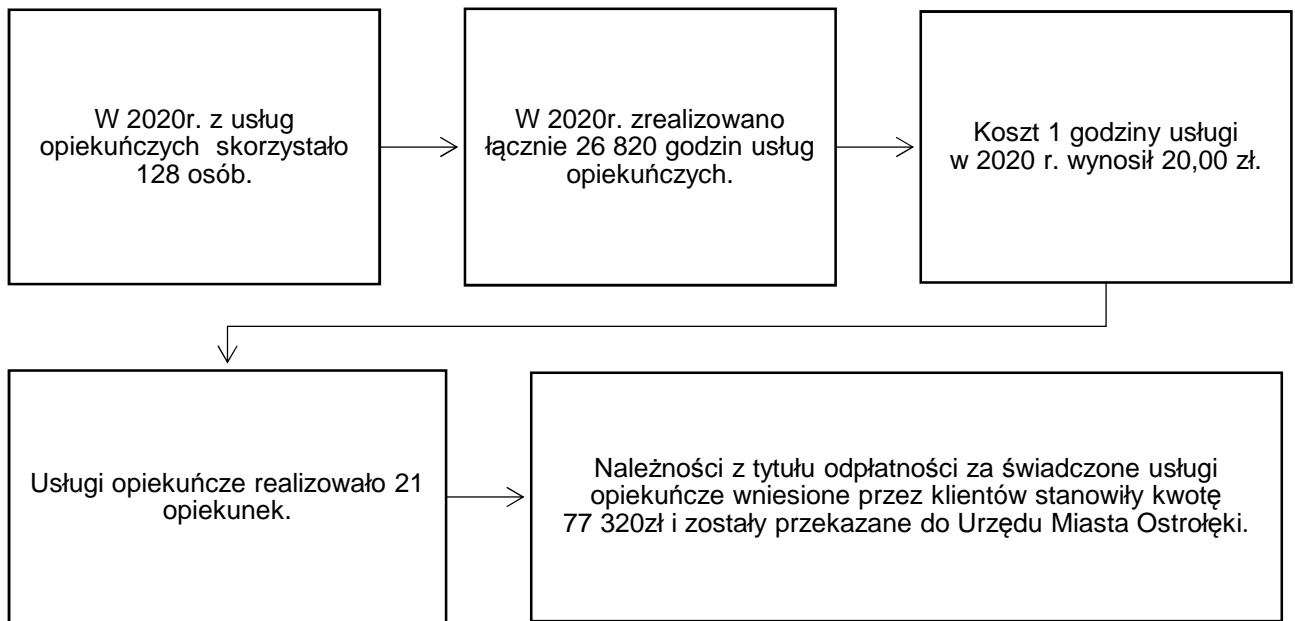 W 2020r. z usług
opiekuńczych skorzystało
128 osób.
W 2020r. zrealizowano
łącznie 26 820 godzin usług
opiekuńczych.
Koszt 1 godziny usługi
w 2020 r. wynosił 20,00 zł.
Usługi opiekuńcze realizowało 21
opiekunek.
Należności z tytułu odpłatności za świadczone usługi
opiekuńcze wniesione przez klientów stanowiły kwotę
77 320zł i zostały przekazane do Urzędu Miasta Ostrołęki.